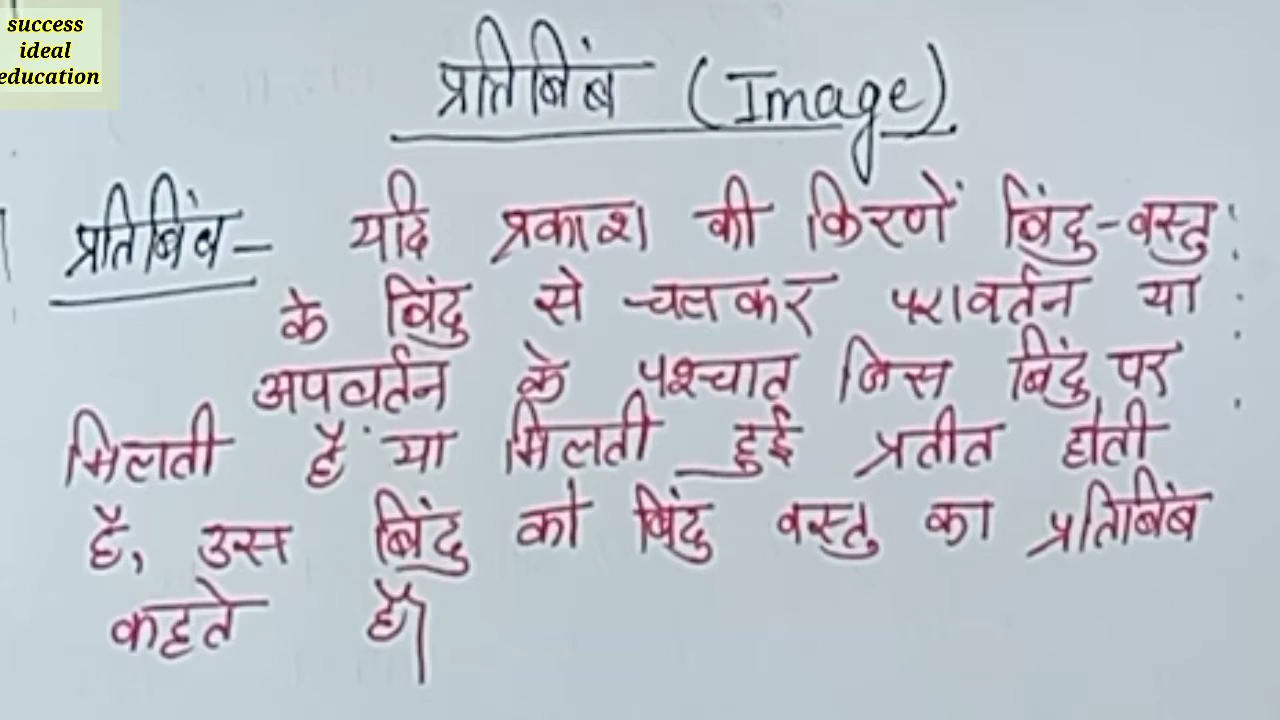 success
ideal
education
प्रतिबिंब (Image)
प्रतिबिंब - यदि प्रकाश की किरणें बिंदु-वस्तु
के बिंदु से चलकर परावर्तन या
अपवर्तन के पश्चात जिस बिंदु पर
मिलती हैं या मिलती हुई प्रतीत होती
है, उस बिंदु को बिंदु वस्तु का प्रतिबिंब
कहते हैं।